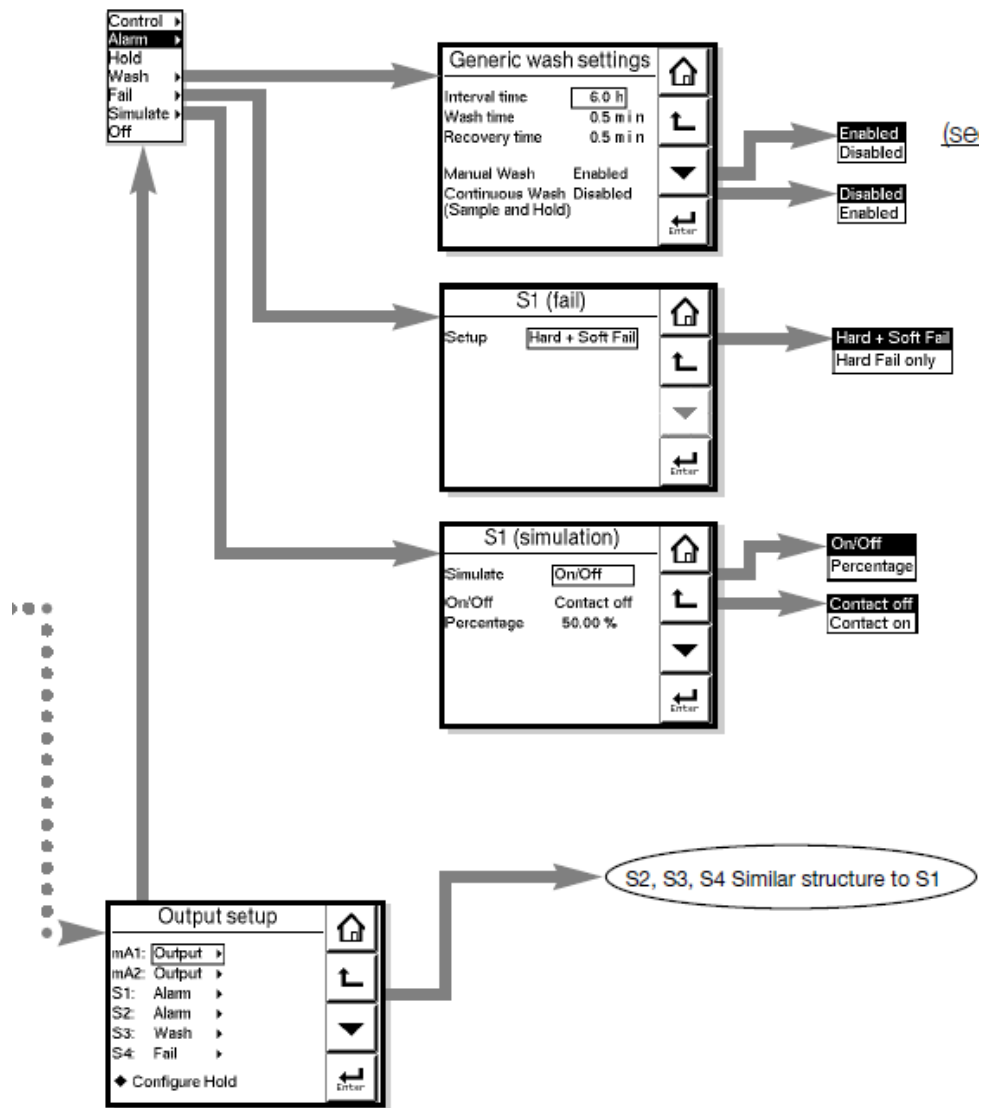 Control
Alarm
Hold
Wash
Fail
Simulate
Off
Generic wash settings
Interval time 6.0 h
Wash time 0.5 min
Recovery time 0.5 min
Manual Wash Enabled
Continuous Wash Disabled
(Sample and Hold)
Enter
Enabled
Disabled
(se
Disabled
Enabled
S1 (fail)
Setup Hard + Soft Fail
Enter
Hard + Soft Fail
Hard Fail only
S1 (simulation)
Simulate On/Off
On/Off Contact off
Percentage 50.00 %
Enter
On/Off
Percentage
Contact off
Contact on
S2, S3, S4 Similar structure to S1
Output setup
mA1: Output
mA2: Output
S1: Alarm
S2: Alarm
S3: Wash
S4: Fail
◆ Configure Hold
Enter